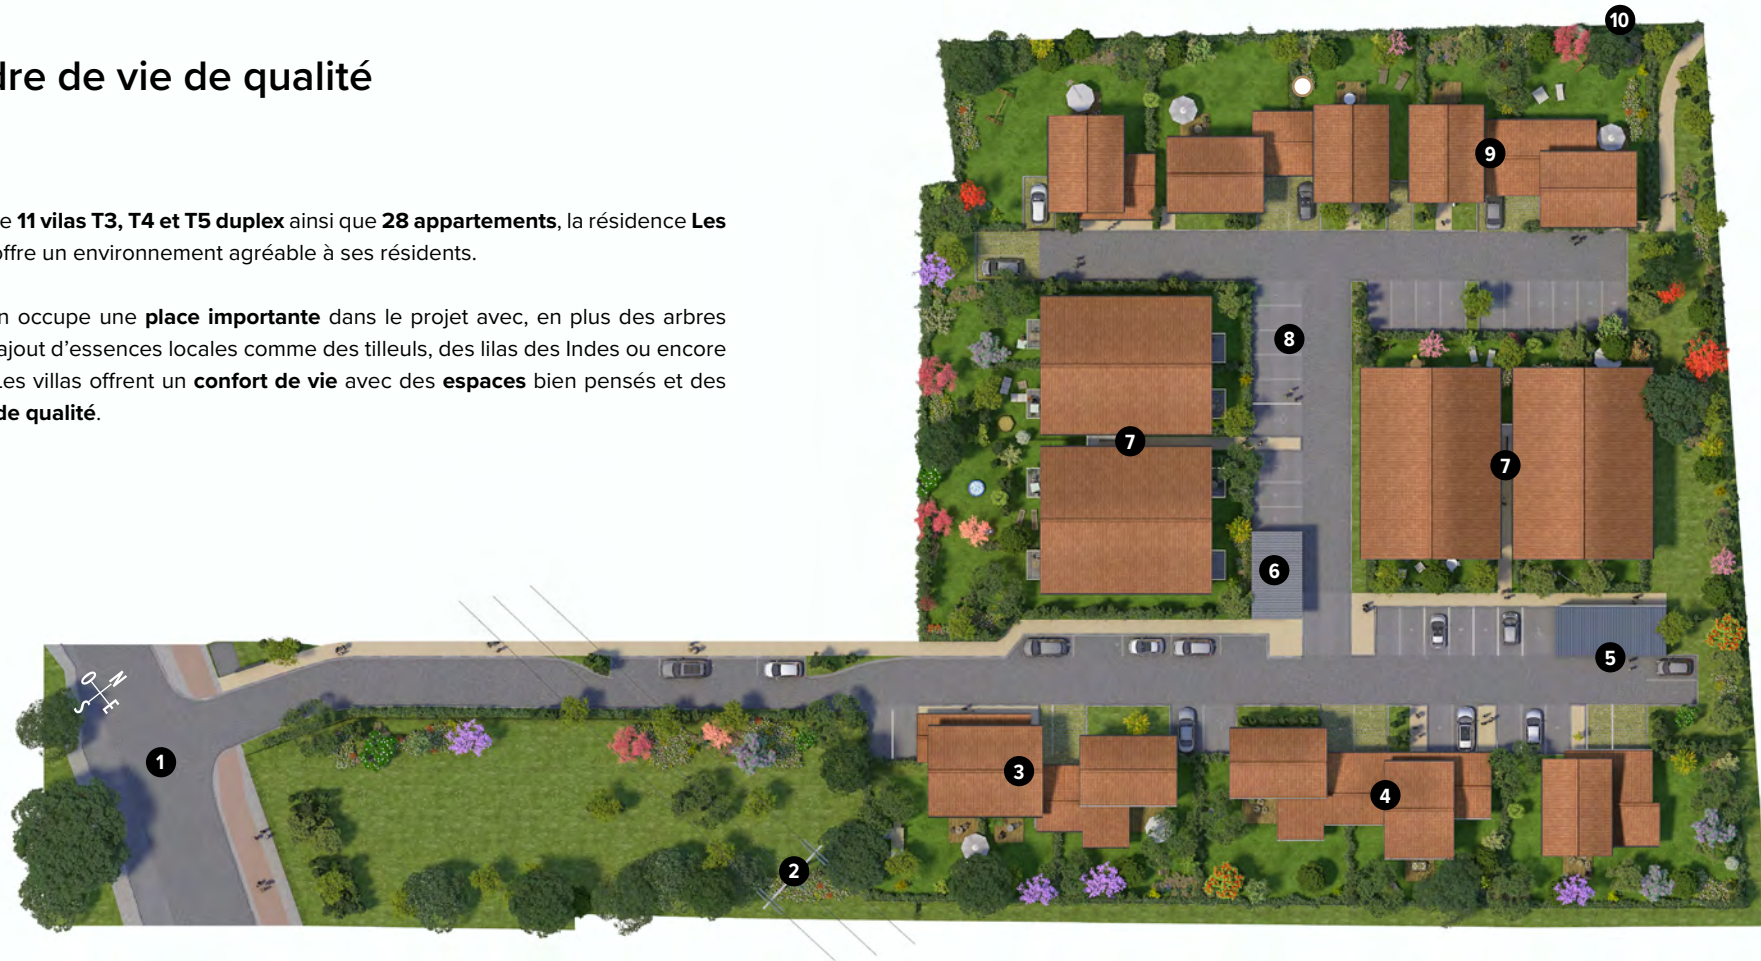 dre de vie de qualité
e 11 vilas T3, T4 et T5 duplex ainsi que 28 appartements, la résidence Les
offre un environnement agréable à ses résidents.
n occupe une place importante dans le projet avec, en plus des arbres
ajout d'essences locales comme des tilleuls, des lilas des Indes ou encore
Les villas offrent un confort de vie avec des espaces bien pensés et des
de qualité.
10
9
8
7
7
6
5
N
O
E
S
1
3
4
2